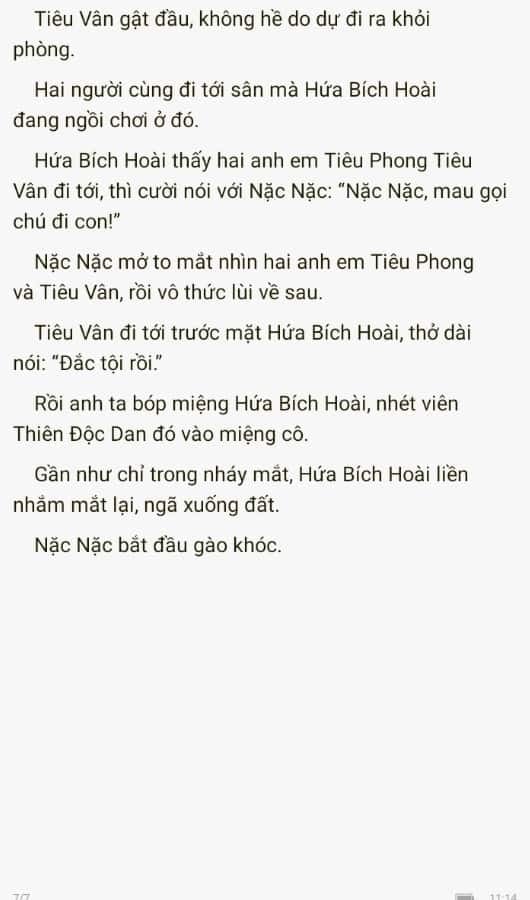 Tiêu Vân gật đầu, không hề do dự đi ra khỏi
phòng.
Hai người cùng đi tới sân mà Hứa Bích Hoài
đang ngồi chơi ở đó.
Hứa Bích Hoài thấy hai anh em Tiêu Phong Tiêu
Vân đi tới, thì cười nói với Nặc Nặc: “Nặc Nặc, mau gọi
chú đi con!”
Nặc Nặc mở to mắt nhìn hai anh em Tiêu Phong
và Tiêu Vân, rồi vô thức lùi về sau.
Tiêu Vân đi tới trước mặt Hứa Bích Hoài, thở dài
nói: “Đắc tội rồi.”
Rồi anh ta bóp miệng Hứa Bích Hoài, nhét viên
Thiên Độc Dan đó vào miệng cô.
Gần như chỉ trong nháy mắt, Hứa Bích Hoài liền
nhắm mắt lại, ngã xuống đất.
Nặc Nặc bắt đầu gào khóc.
7/7
11:14